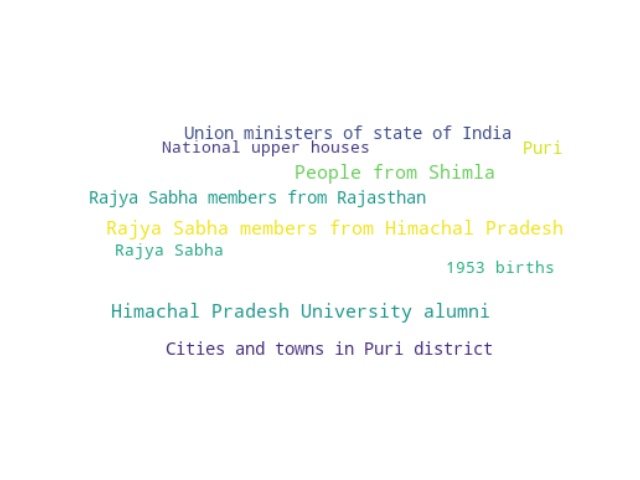 Union ministers of state of India
National upper houses
Puri
People from Shimla
Rajya Sabha members from Rajasthan
Rajya Sabha members from Himachal Pradesh
Rajya Sabha
1953 births
Himachal Pradesh University alumni
Cities and towns in Puri district